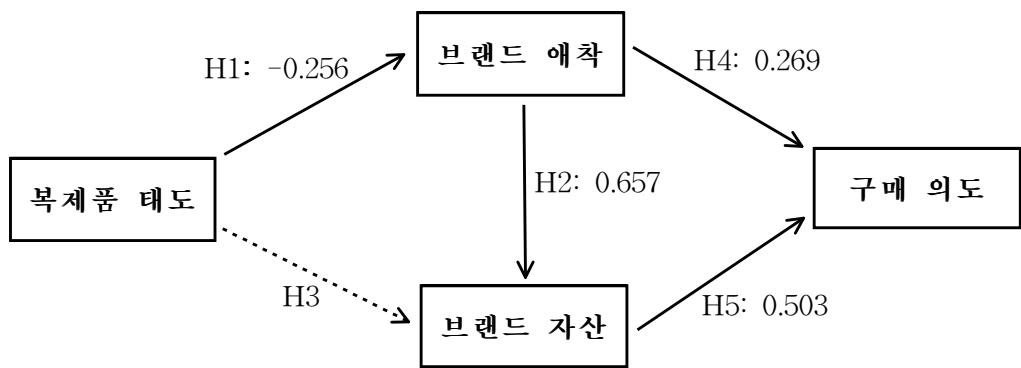 브랜드 애착
H1: -0.256
H4: 0.269
복제품 태도
H2: 0.657
구매 의도
H3
브랜드 자산
H5: 0.503